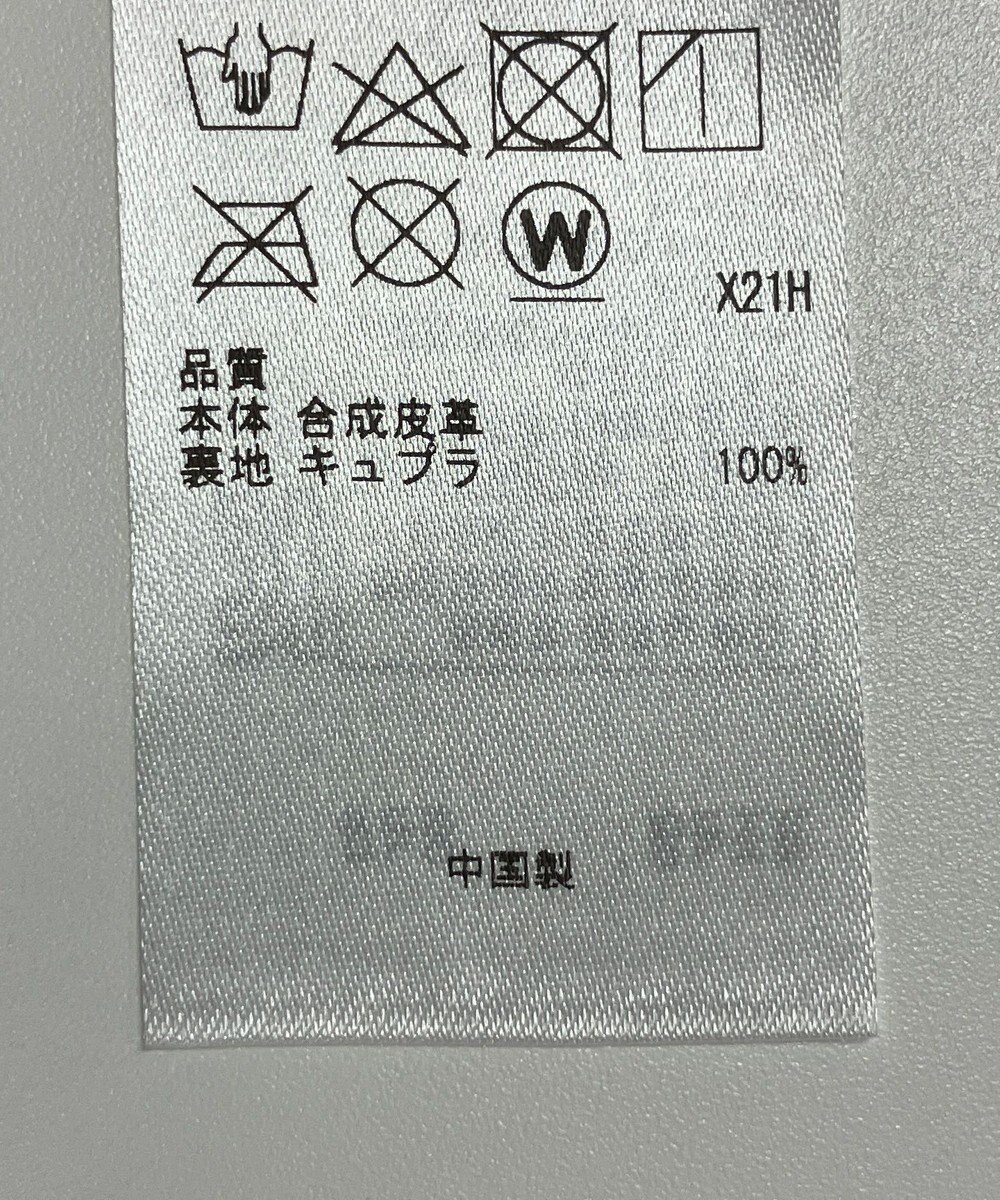 W
X21H
品質
本体 合成皮革
裏地 キュプラ 100%
中国製